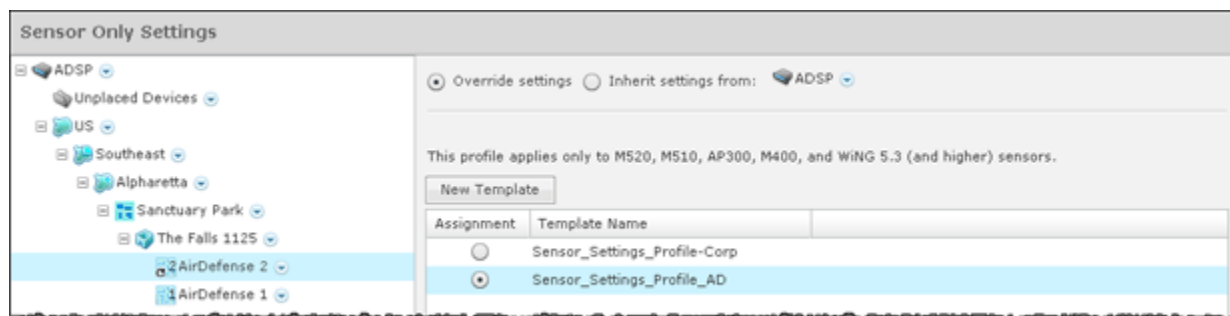 Sensor Only Settings
ADSP
Unplaced Devices
US
Southeast
Alpharetta
Sanctuary Park
The Falls 1125
2 AirDefense 2
1 AirDefense 1
Override settings Inherit settings from: ADSP
This profile applies only to M520, M510, AP300, M400, and WiNG 5.3 (and higher) sensors.
New Template
Assignment Template Name
Sensor_Settings_Profile-Corp
Sensor_Settings_Profile_AD